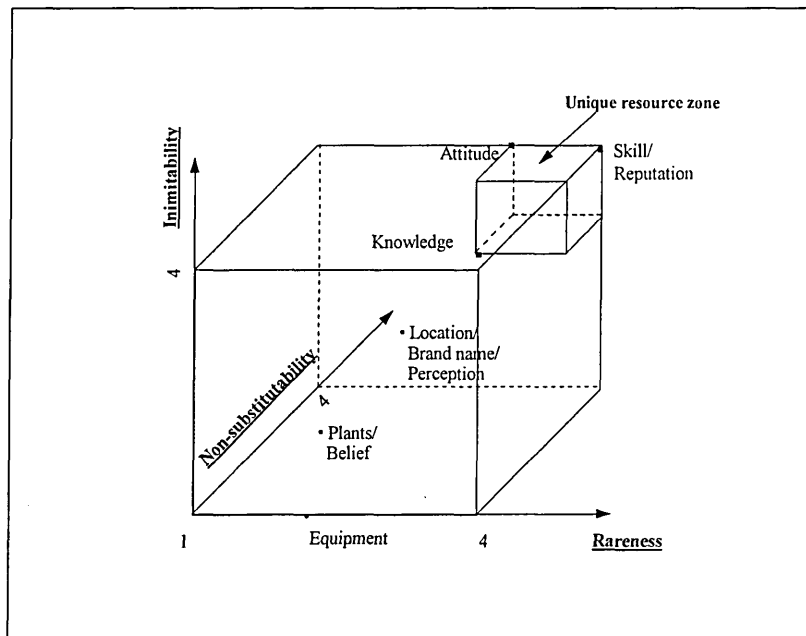 Unique resource zone
Attitude
Skill/
Reputation
Inimitability
Knowledge
4
Location/
Brand name/
Perception
Non-substitutability
4
Plants/
Belief
1
Equipment
4
Rareness